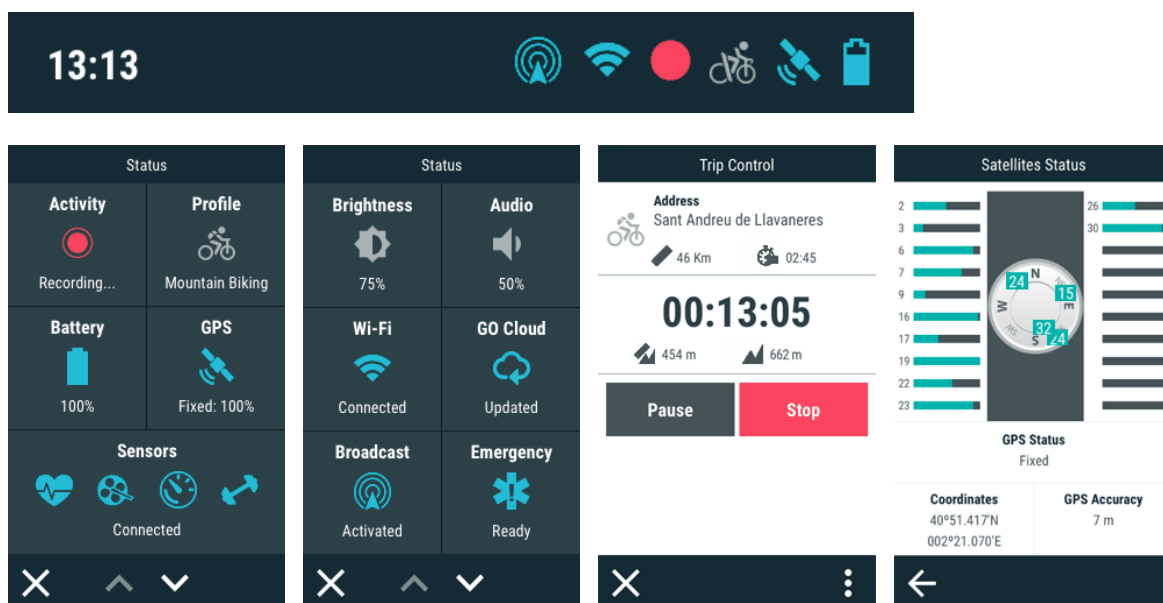 13:13
Status
Activity
Profile
Recording...
Mountain Biking
Battery
GPS
100%
Fixed: 100%
Sensors
Connected
Status
Brightness
Audio
75%
50%
Wi-Fi
GO Cloud
Connected
Updated
Broadcast
Emergency
Activated
Ready
Trip Control
Address
Sant Andreu de Llavaneres
46 Km
02:45
00:13:05
454 m
662 m
Pause
Stop
Satellites Status
2
26
3
30
6
7
9
16
17
19
22
23
N
24
15
E
W
SW
32
S
24
GPS Status
Fixed
Coordinates
GPS Accuracy
40º51.417'N
7 m
002º21.070'E